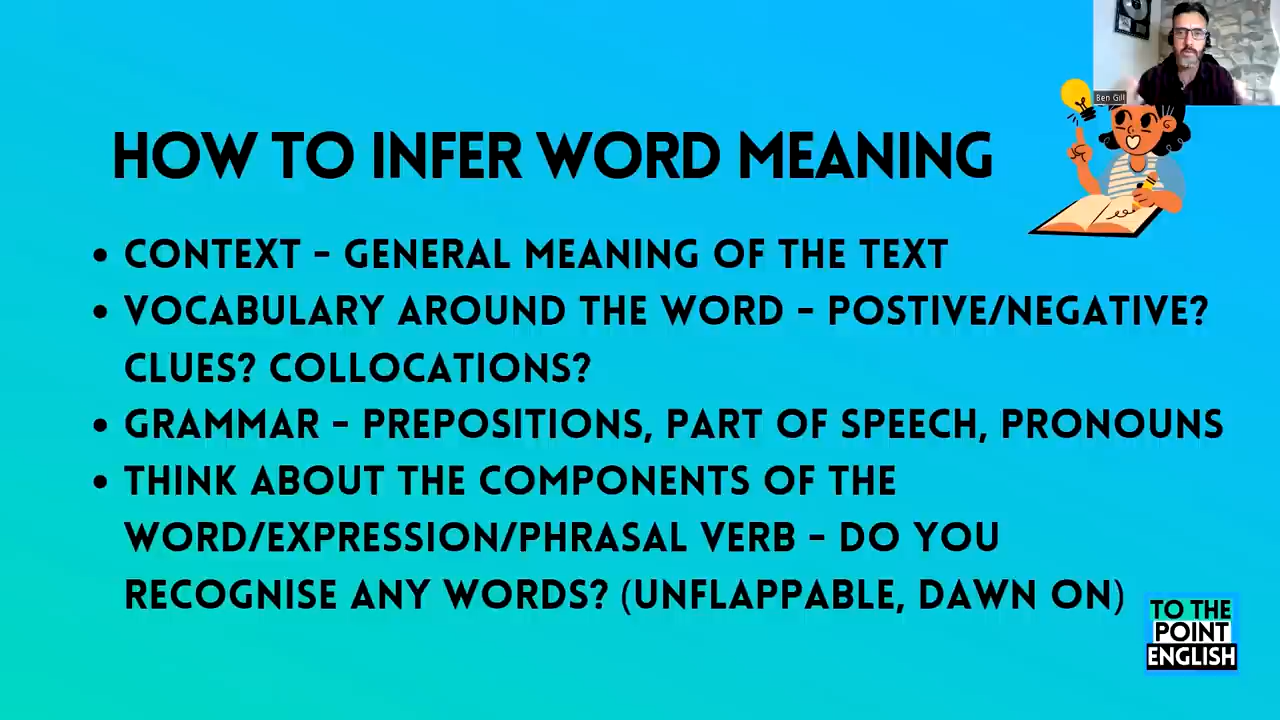 Ben Gill
HOW TO INFER WORD MEANING
• CONTEXT - GENERAL MEANING OF THE TEXT
• VOCABULARY AROUND THE WORD - POSTIVE/NEGATIVE?
CLUES? COLLOCATIONS?
• GRAMMAR - PREPOSITIONS, PART OF SPEECH, PRONOUNS
• THINK ABOUT THE COMPONENTS OF THE
WORD/EXPRESSION/PHRASAL VERB - DO YOU
RECOGNISE ANY WORDS? (UNFLAPPABLE, DAWN ON)
TO THE
POINT
ENGLISH